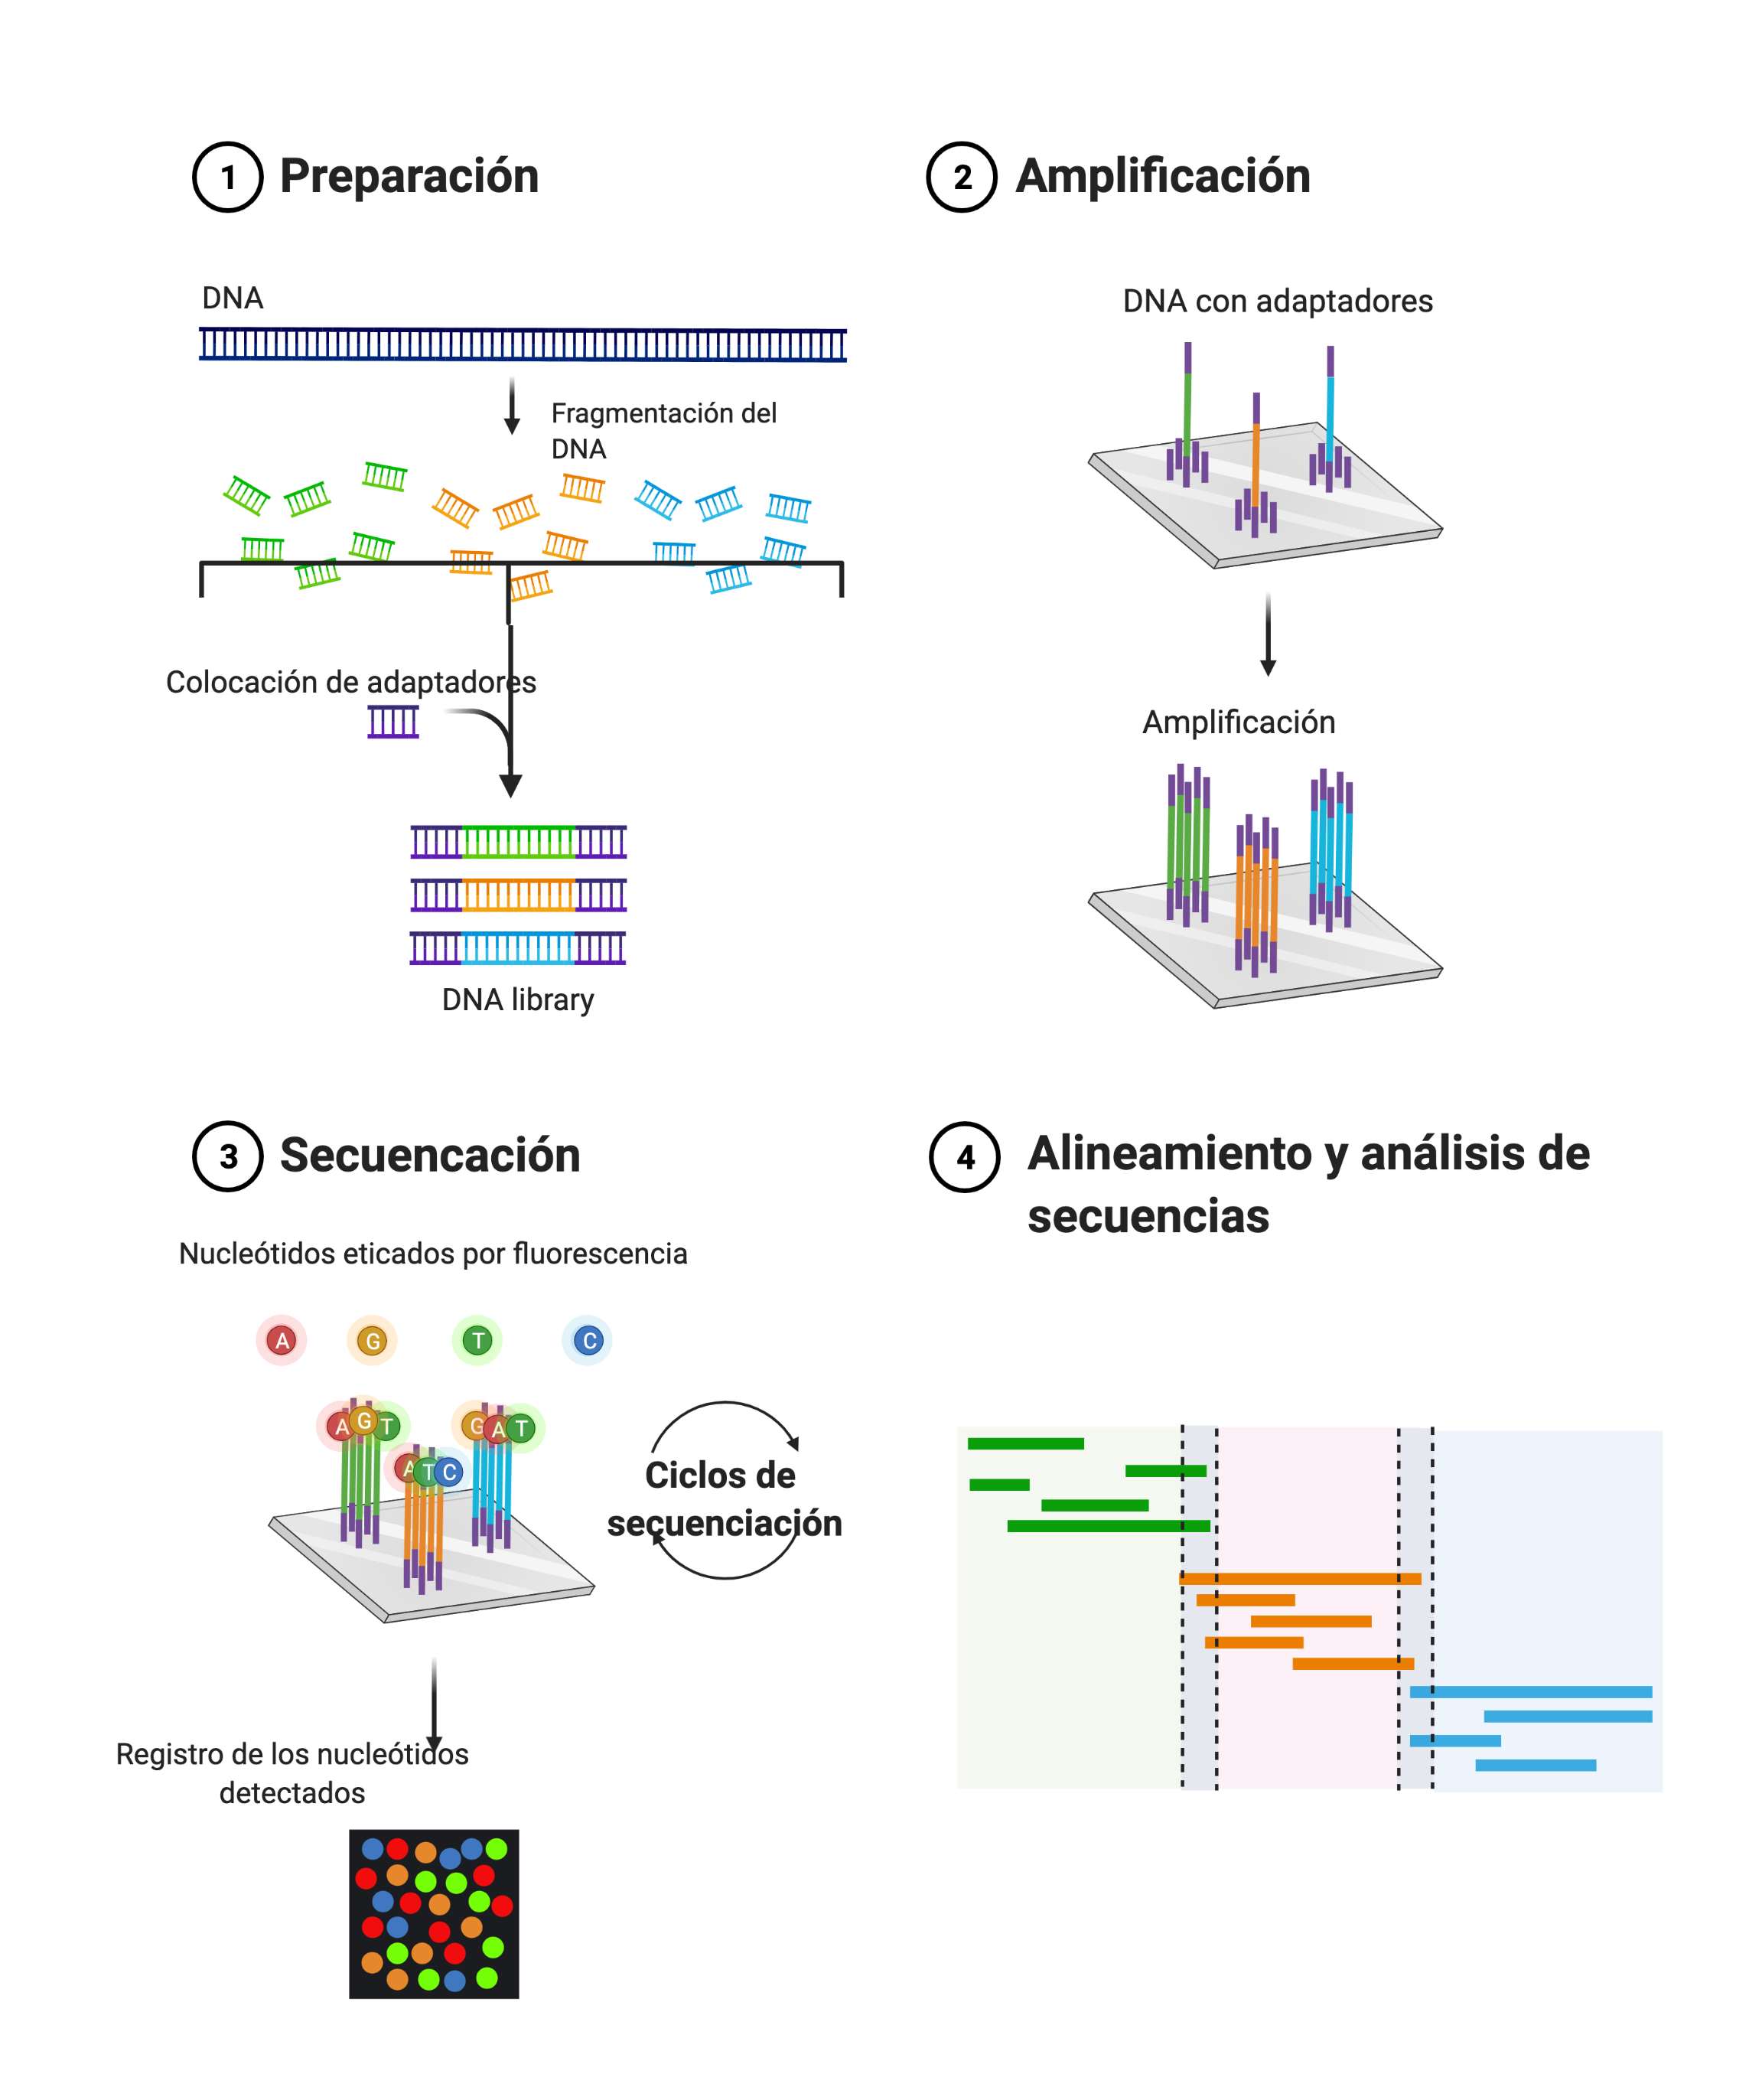 1 Preparación
DNA
Fragmentación del
DNA
Colocación de adaptadores
DNA library
2 Amplificación
DNA con adaptadores
Amplificación
3 Secuencación
Nucleótidos eticados por fluorescencia
A G T C
A G T
G A T
A T C
Ciclos de
secuenciación
Registro de los nucleótidos
detectados
4 Alineamiento y análisis de
secuencias